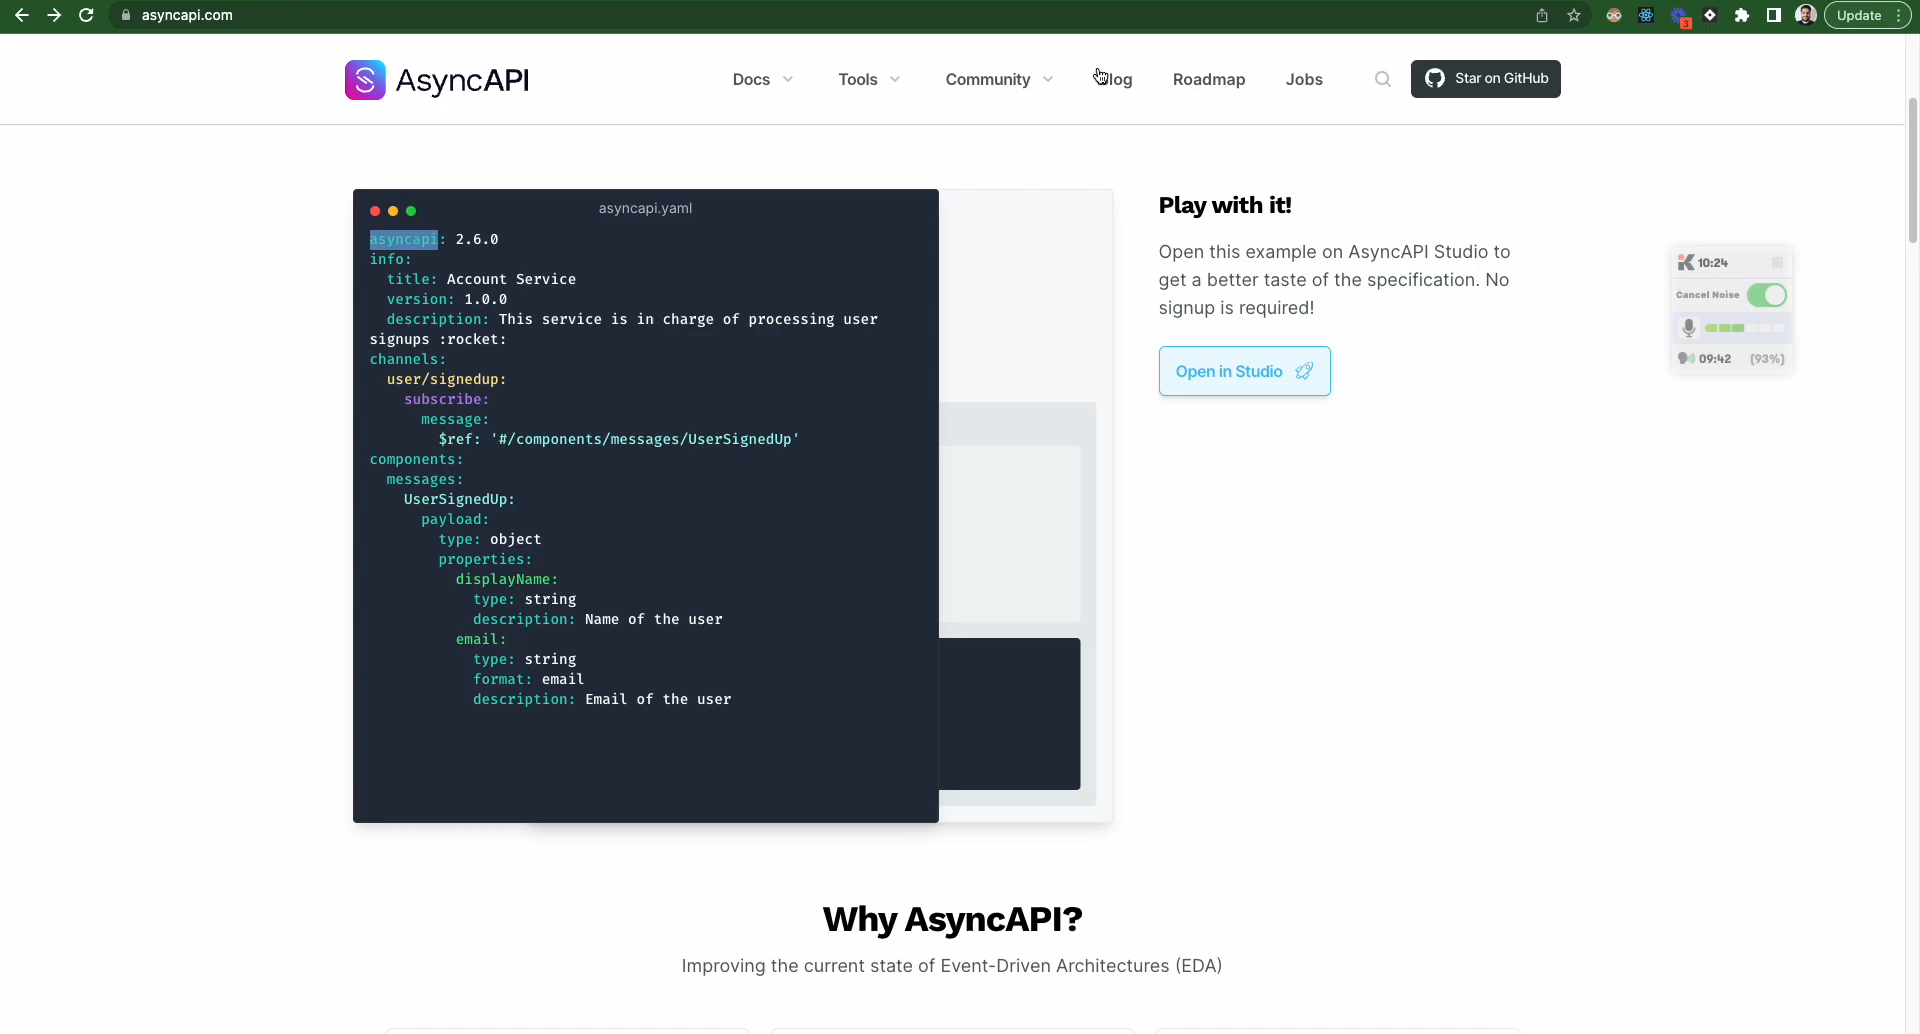 asyncapi.com
3
Update
AsyncAPI
Docs
Tools
Community
log
Roadmap
Jobs
Star on GitHub
asyncapi.yaml
asyncapi: 2.6.0
info:
title: Account Service
version: 1.0.0
description: This service is in charge of processing user
signups :rocket:
channels:
user/signedup:
subscribe:
message:
$ref: '#/components/messages/UserSignedUp'
components:
messages:
UserSignedUp:
payload:
type: object
properties:
displayName:
type: string
description: Name of the user
email:
type: string
format: email
description: Email of the user
Play with it!
Open this example on AsyncAPI Studio to
get a better taste of the specification. No
signup is required!
Open in Studio
10:24
Cancel Noise
09:42 (93%)
Why AsyncAPI?
Improving the current state of Event-Driven Architectures (EDA)